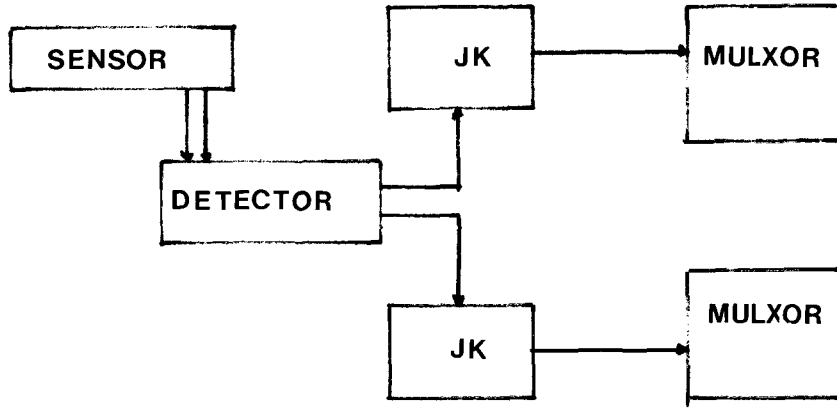 SENSOR
JK
MULXOR
DETECTOR
JK
MULXOR